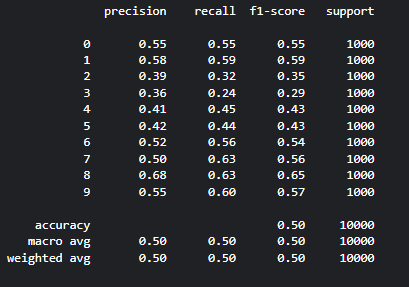 precision recall f1-score support
0 0.55 0.55 0.55 1000
1 0.58 0.59 0.59 1000
2 0.39 0.32 0.35 1000
3 0.36 0.24 0.29 1000
4 0.41 0.45 0.43 1000
5 0.42 0.44 0.43 1000
6 0.52 0.56 0.54 1000
7 0.50 0.63 0.56 1000
8 0.68 0.63 0.65 1000
9 0.55 0.60 0.57 1000
accuracy 0.50 10000
macro avg 0.50 0.50 0.50 10000
weighted avg 0.50 0.50 0.50 10000